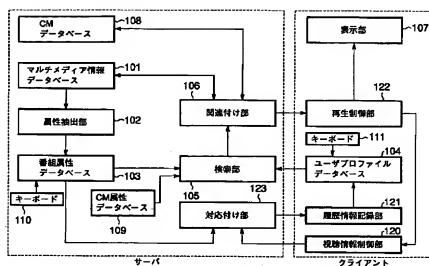 CM
データベース
108
マルチメディア情報
データベース
101
属性抽出部
102
番組属性
データベース
103
キーボード
110
CM属性
データベース
109
106
関連付け部
検索部
105
123
対応付け部
サーバ
表示部
107
122
再生制御部
キーボード
111
104
ユーザプロファイル
データベース
121
履歴情報記録部
120
視聴情報制御部
クライアント